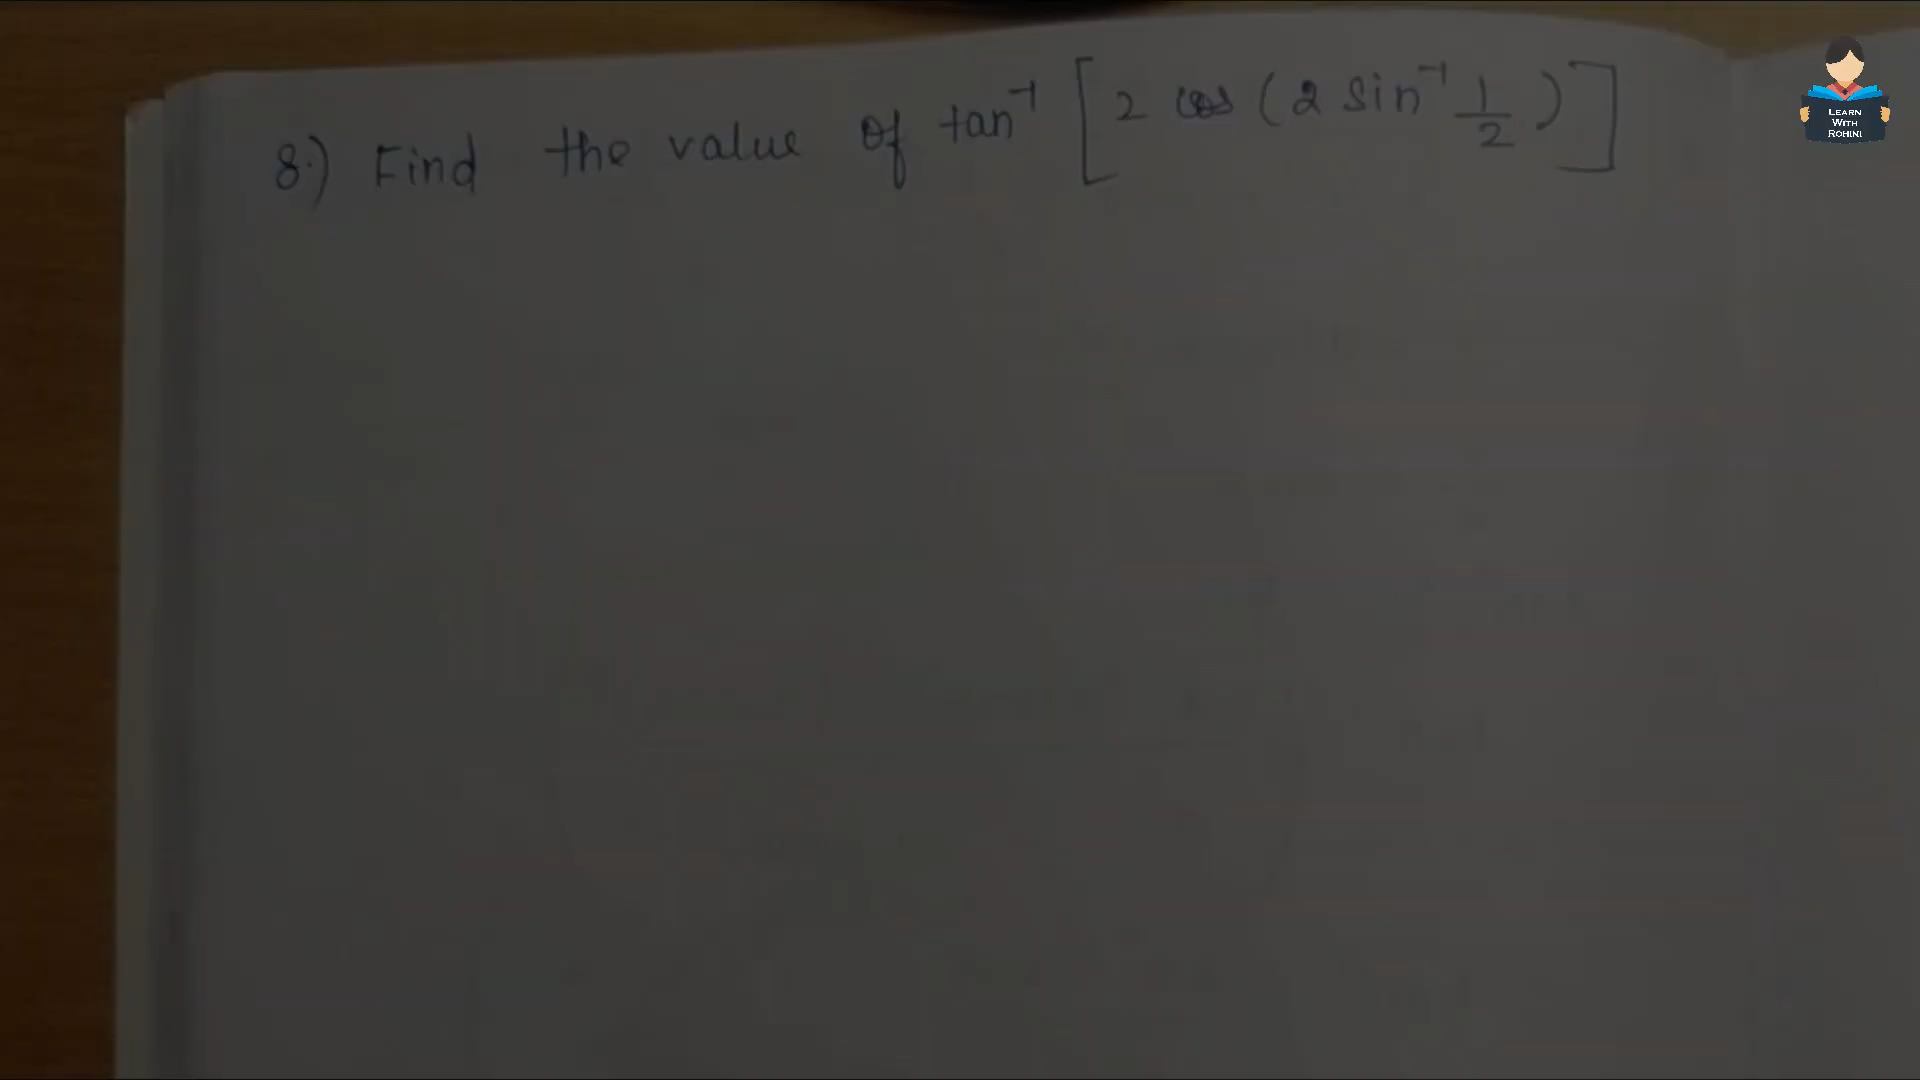 8.) Find the value of tan⁻¹ [2 cos (2 sin⁻¹ 1/2)]
LEARN
WITH
ROHINI